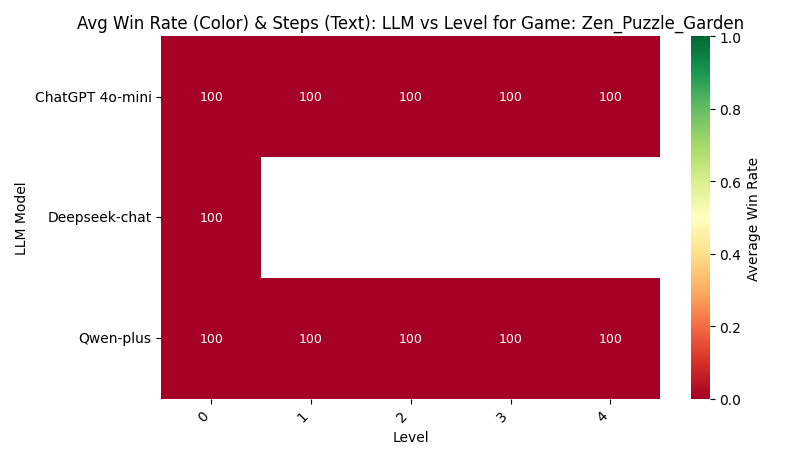 Avg Win Rate (Color) & Steps (Text): LLM vs Level for Game: Zen_Puzzle_Garden
LLM Model
ChatGPT 4o-mini 100 100 100 100 100
Deepseek-chat 100
Qwen-plus 100 100 100 100 100
0 1 2 3 4
Level
1.0
0.8
0.6
0.4
0.2
0.0
Average Win Rate